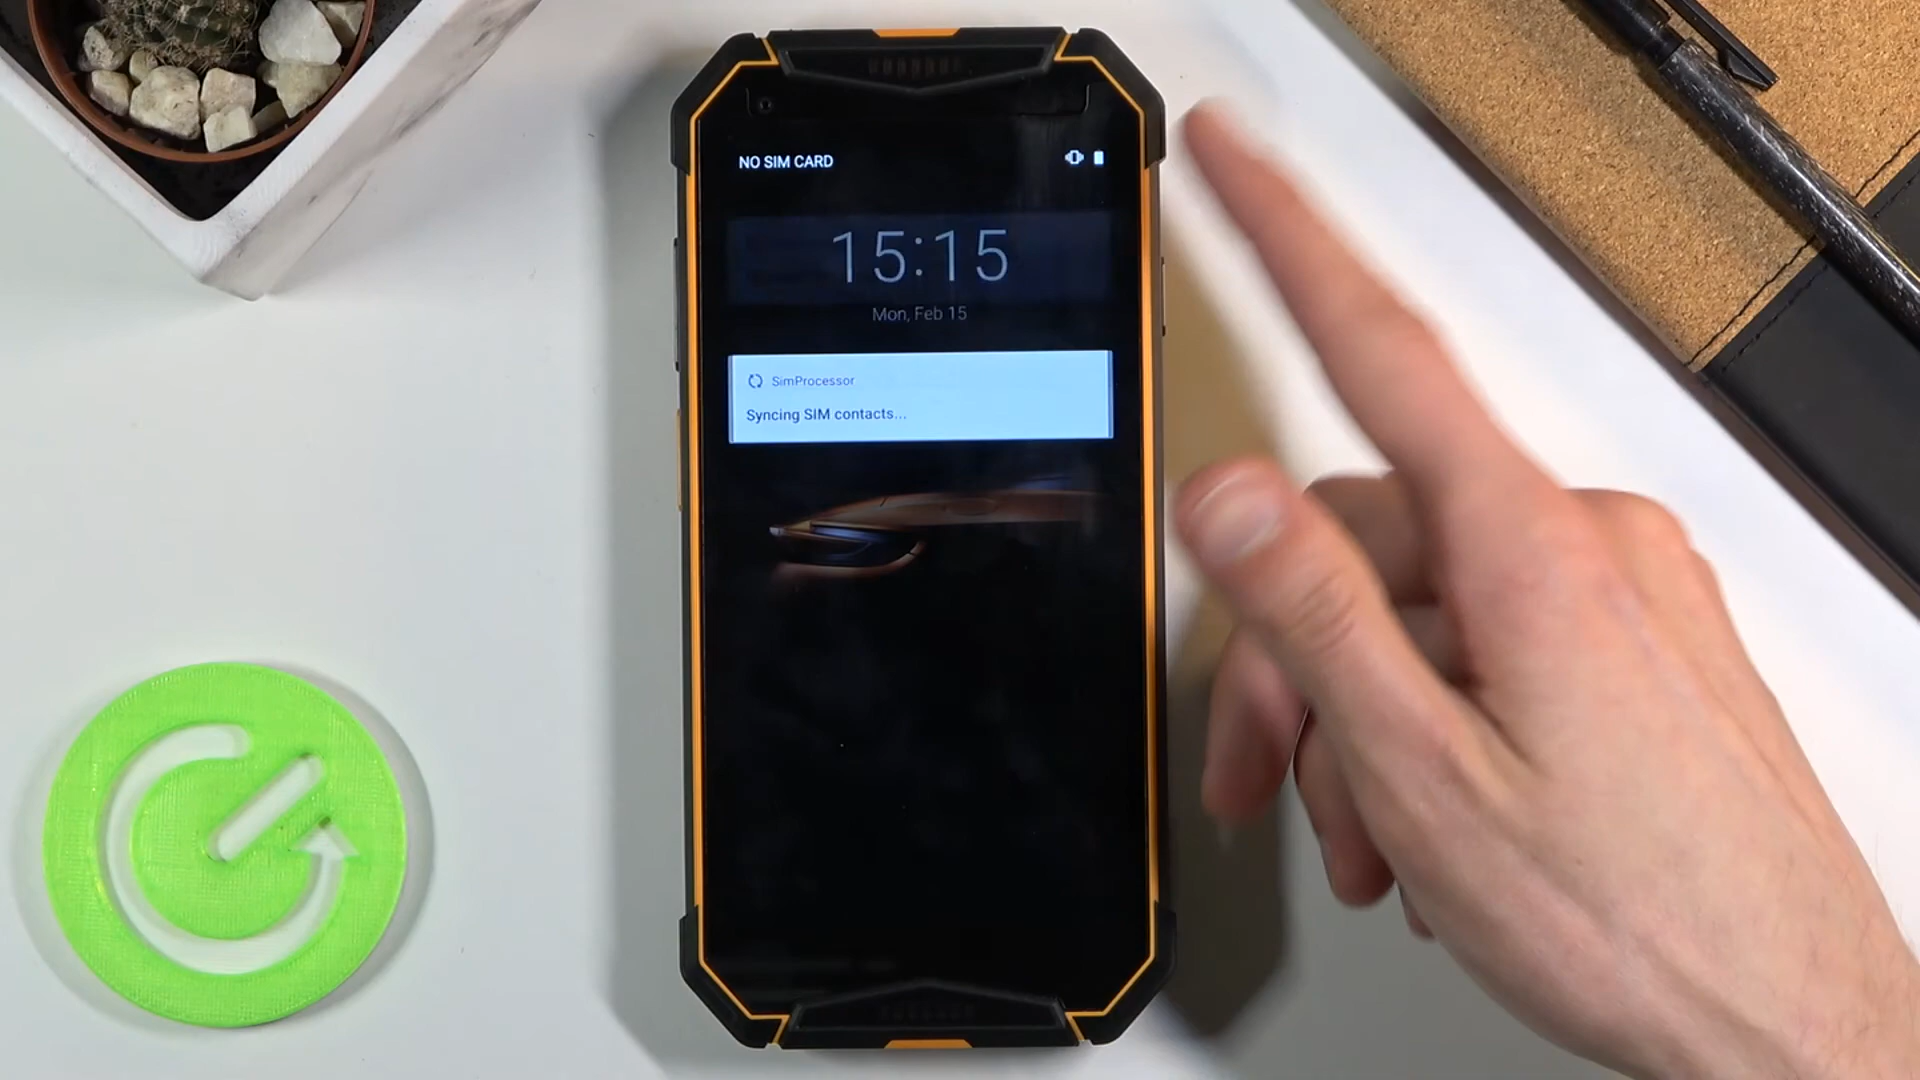 NO SIM CARD
15:15
Mon, Feb 15
SimProcessor
Syncing SIM contacts...